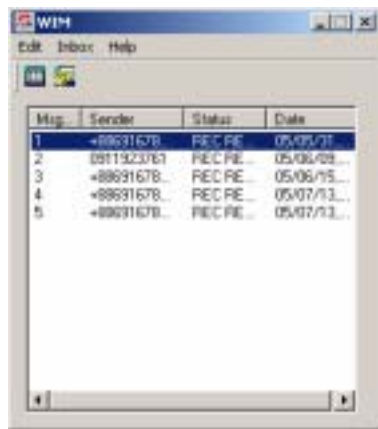 WIM
Edit Inbox Help
Msg... Sender Status Date
1 +88691678... REC RE... 05/05/31...
2 0911923761 REC RE... 05/06/09...
3 +88691678... REC RE... 05/06/15...
4 +88691678... REC RE... 05/07/13...
5 +88691678... REC RE... 05/07/13...